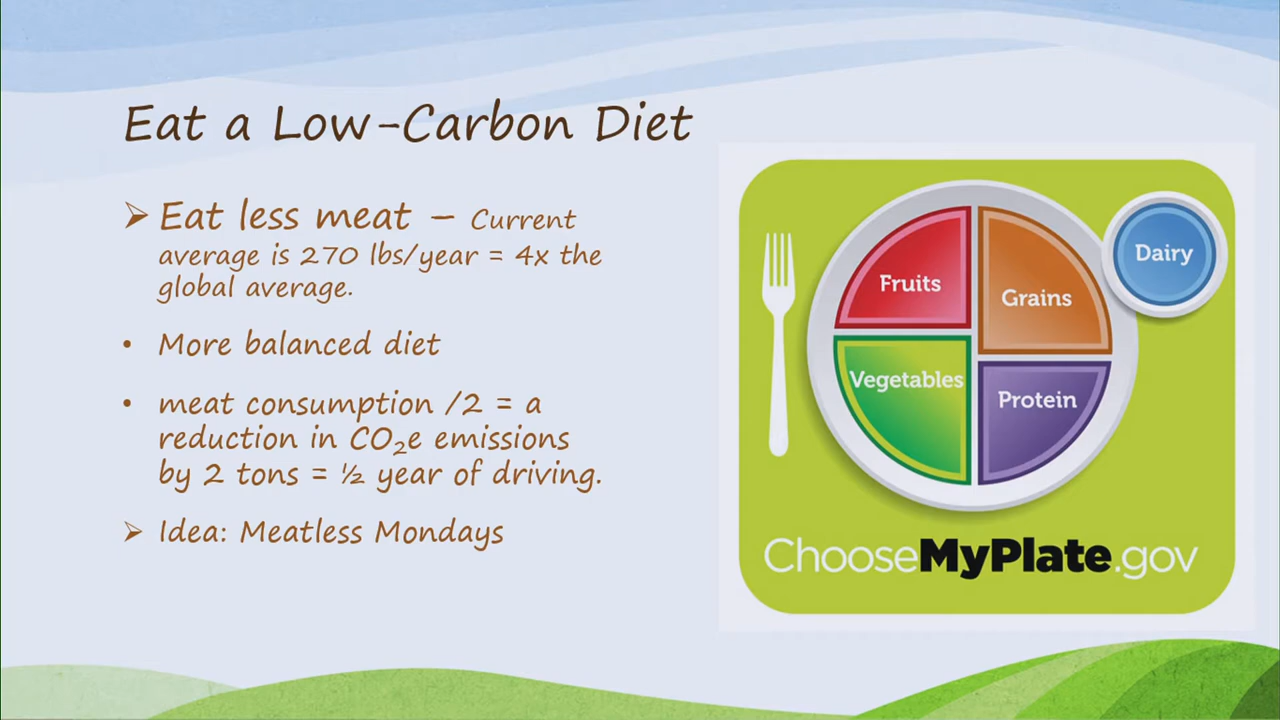 Eat a Low-Carbon Diet
➢ Eat less meat – Current
average is 270 lbs/year = 4x the
global average.
• More balanced diet
• meat consumption /2 = a
reduction in CO₂e emissions
by 2 tons = ½ year of driving.
➢ Idea: Meatless Mondays
Dairy
Fruits
Grains
Vegetables
Protein
ChooseMyPlate.gov